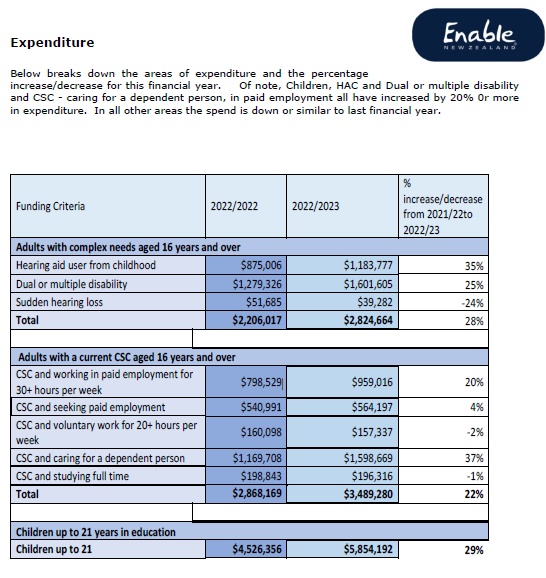 Enable
NEW ZEALAND
Expenditure
Below breaks down the areas of expenditure and the percentage
increase/decrease for this financial year. Of note, Children, HAC and Dual or multiple disability
and CSC - caring for a dependent person, in paid employment all have increased by 20% 0r more
in expenditure. In all other areas the spend is down or similar to last financial year.
Funding Criteria 2022/2022 2022/2023 %
increase/decrease
from 2021/22to
2022/23
Adults with complex needs aged 16 years and over
Hearing aid user from childhood $875,006 $1,183,777 35%
Dual or multiple disability $1,279,326 $1,601,605 25%
Sudden hearing loss $51,685 $39,282 -24%
Total $2,206,017 $2,824,664 28%
Adults with a current CSC aged 16 years and over
CSC and working in paid employment for
30+ hours per week $798,529 $959,016 20%
CSC and seeking paid employment $540,991 $564,197 4%
CSC and voluntary work for 20+ hours per
week $160,098 $157,337 -2%
CSC and caring for a dependent person $1,169,708 $1,598,669 37%
CSC and studying full time $198,843 $196,316 -1%
Total $2,868,169 $3,489,280 22%
Children up to 21 years in education
Children up to 21 $4,526,356 $5,854,192 29%